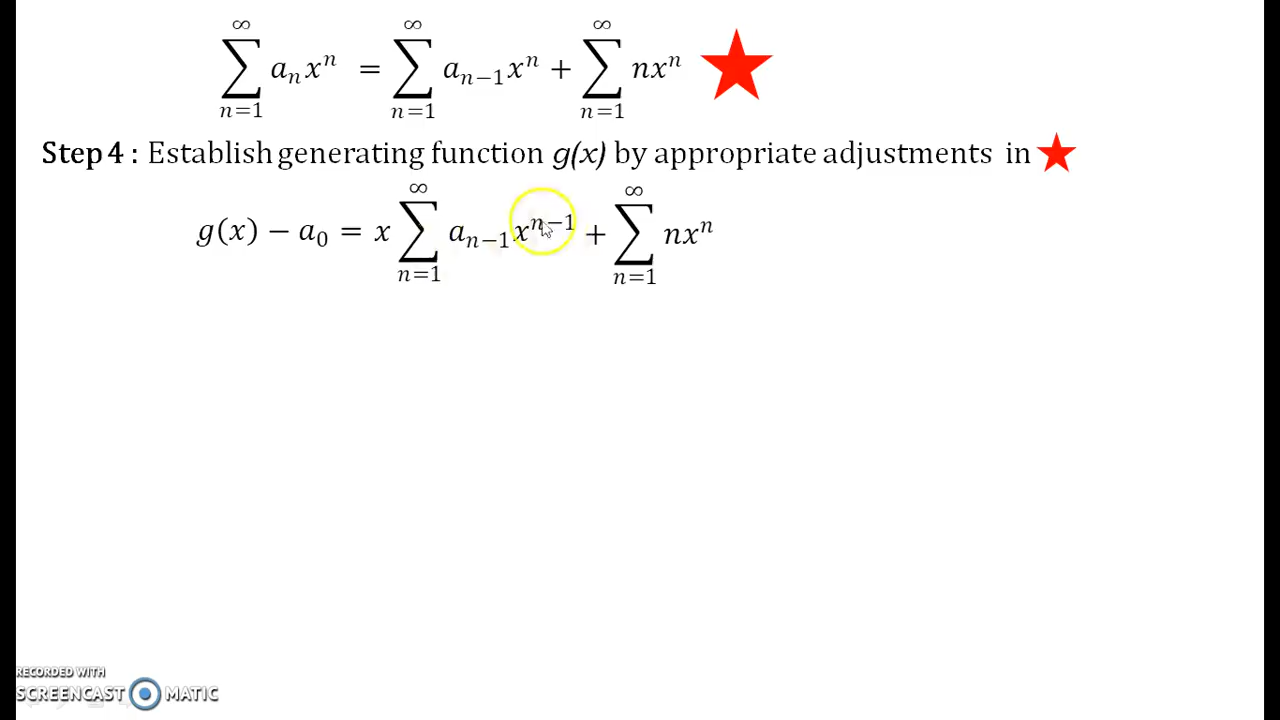 ∑_{n=1}^{∞} a_n x^n = ∑_{n=1}^{∞} a_{n−1} x^n + ∑_{n=1}^{∞} n x^n
Step 4 : Establish generating function g(x) by appropriate adjustments in
g(x) − a_0 = x ∑_{n=1}^{∞} a_{n−1} x^{n−1} + ∑_{n=1}^{∞} n x^n
RECORDED WITH
SCREENCAST MATIC